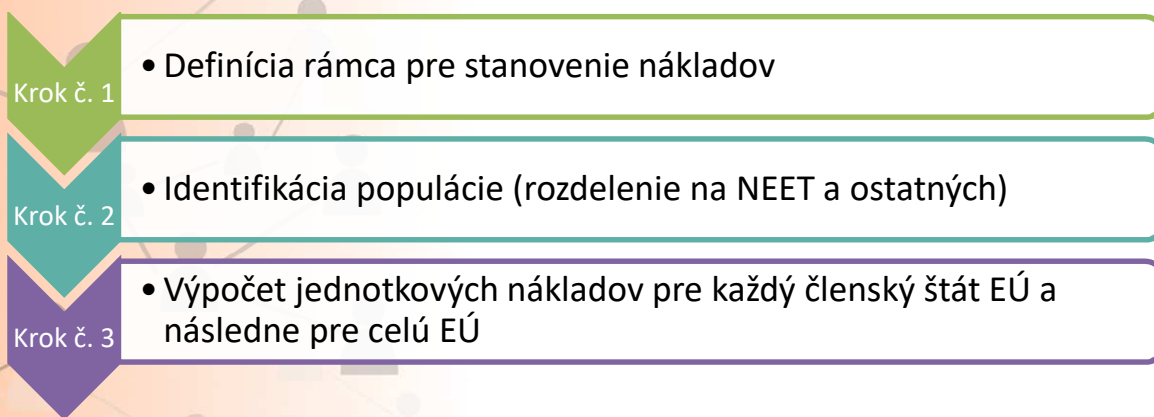 Krok č. 1
• Definícia rámca pre stanovenie nákladov
Krok č. 2
• Identifikácia populácie (rozdelenie na NEET a ostatných)
Krok č. 3
• Výpočet jednotkových nákladov pre každý členský štát EÚ a
následne pre celú EÚ